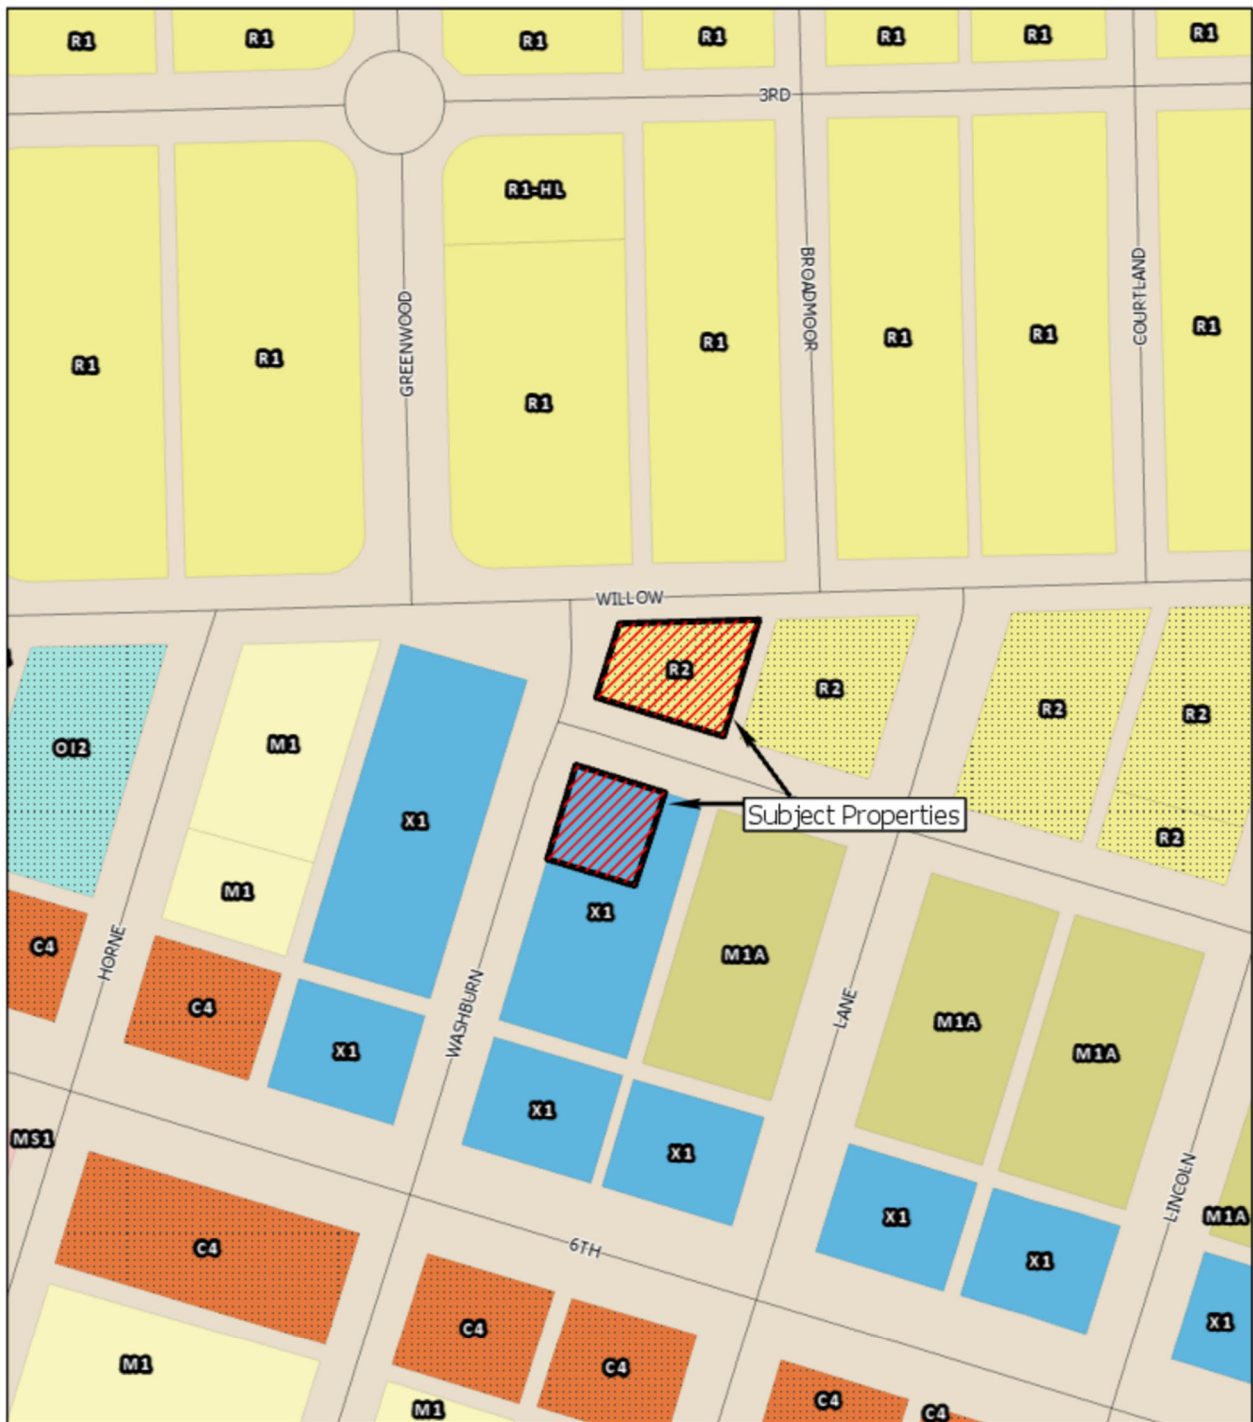 R1
R1
R1
R1
R1
R1
R1
3RD
R1-HL
GREENWOOD
BROADMOOR
COURTLAND
R1
R1
R1
R1
R1
R1
R1
WILLOW
R2
R2
R2
R2
OI2
M1
X1
Subject Properties
R2
M1
X1
C4
HORNE
M1A
C4
WASHBURN
LANE
M1A
M1A
X1
X1
MS1
X1
LINCOLN
X1
M1A
C4
6TH
X1
X1
C4
M1
C4
M1
C4
C4